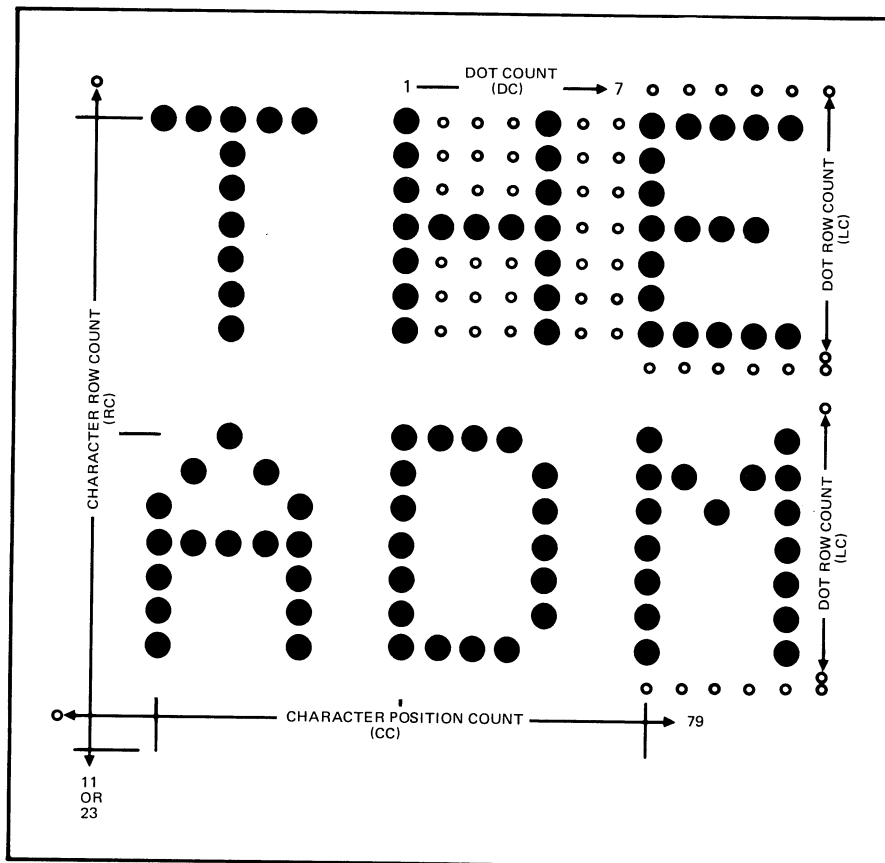 DOT COUNT
(DC)
1
7
THE
CHARACTER ROW COUNT
(RC)
DOT ROW COUNT
(LC)
ADM
DOT ROW COUNT
(LC)
CHARACTER POSITION COUNT
(CC)
79
11
OR
23